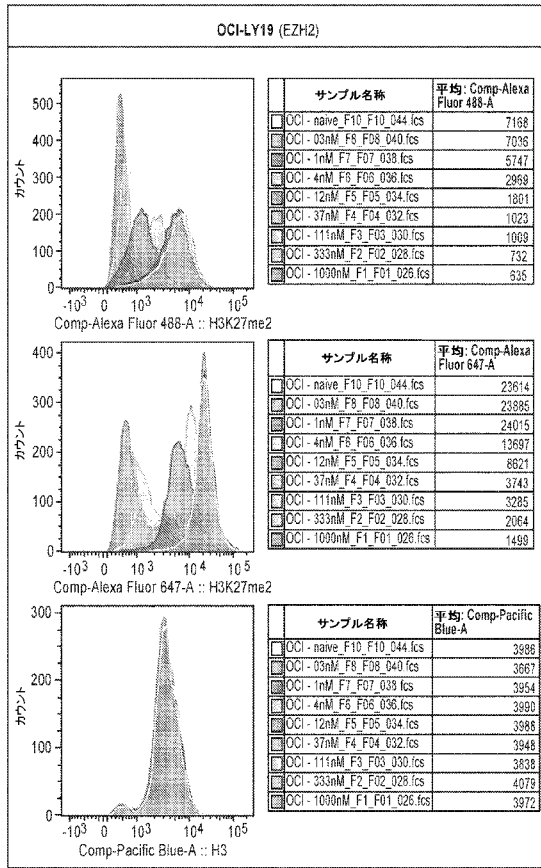 OCI-LY19 (EZH2)
500
400
300
200
100
0
カウント
-10³ 0 10³ 10⁴ 10⁵
Comp-Alexa Fluor 488-A :: H3K27me2
サンプル名称 平均: Comp-Alexa Fluor 488-A
OCI - naive_F10_F10_044.fcs 7168
OCI - 03nM_F8_F08_040.fcs 7036
OCI - 1nM_F7_F07_038.fcs 5747
OCI - 4nM_F6_F06_036.fcs 2969
OCI - 12nM_F5_F05_034.fcs 1801
OCI - 37nM_F4_F04_032.fcs 1023
OCI - 111nM_F3_F03_030.fcs 1009
OCI - 333nM_F2_F02_028.fcs 732
OCI - 1000nM_F1_F01_026.fcs 635
400
300
200
100
0
カウント
-10³ 0 10³ 10⁴ 10⁵
Comp-Alexa Fluor 647-A :: H3K27me2
サンプル名称 平均: Comp-Alexa Fluor 647-A
OCI - naive_F10_F10_044.fcs 23614
OCI - 03nM_F8_F08_040.fcs 23885
OCI - 1nM_F7_F07_038.fcs 24015
OCI - 4nM_F6_F06_036.fcs 13697
OCI - 12nM_F5_F05_034.fcs 8621
OCI - 37nM_F4_F04_032.fcs 3743
OCI - 111nM_F3_F03_030.fcs 3285
OCI - 333nM_F2_F02_028.fcs 2064
OCI - 1000nM_F1_F01_026.fcs 1499
300
200
100
0
カウント
-10³ 0 10³ 10⁴ 10⁵
Comp-Pacific Blue-A :: H3
サンプル名称 平均: Comp-Pacific Blue-A
OCI - naive_F10_F10_044.fcs 3986
OCI - 03nM_F8_F08_040.fcs 3667
OCI - 1nM_F7_F07_038.fcs 3954
OCI - 4nM_F6_F06_036.fcs 3990
OCI - 12nM_F5_F05_034.fcs 3986
OCI - 37nM_F4_F04_032.fcs 3948
OCI - 111nM_F3_F03_030.fcs 3838
OCI - 333nM_F2_F02_028.fcs 4079
OCI - 1000nM_F1_F01_026.fcs 3972